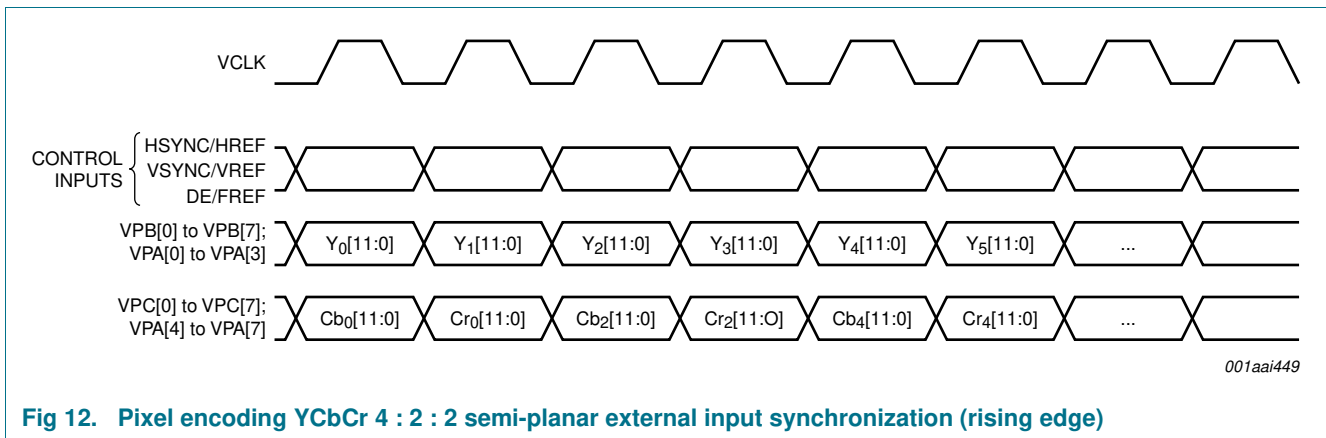 VCLK
CONTROL
INPUTS
HSYNC/HREF
VSYNC/VREF
DE/FREF
VPB[0] to VPB[7];
VPA[0] to VPA[3]
Y0[11:0] Y1[11:0] Y2[11:0] Y3[11:0] Y4[11:0] Y5[11:0] ...
VPC[0] to VPC[7];
VPA[4] to VPA[7]
Cb0[11:0] Cr0[11:0] Cb2[11:0] Cr2[11:O] Cb4[11:0] Cr4[11:0] ...
001aai449
Fig 12. Pixel encoding YCbCr 4 : 2 : 2 semi-planar external input synchronization (rising edge)